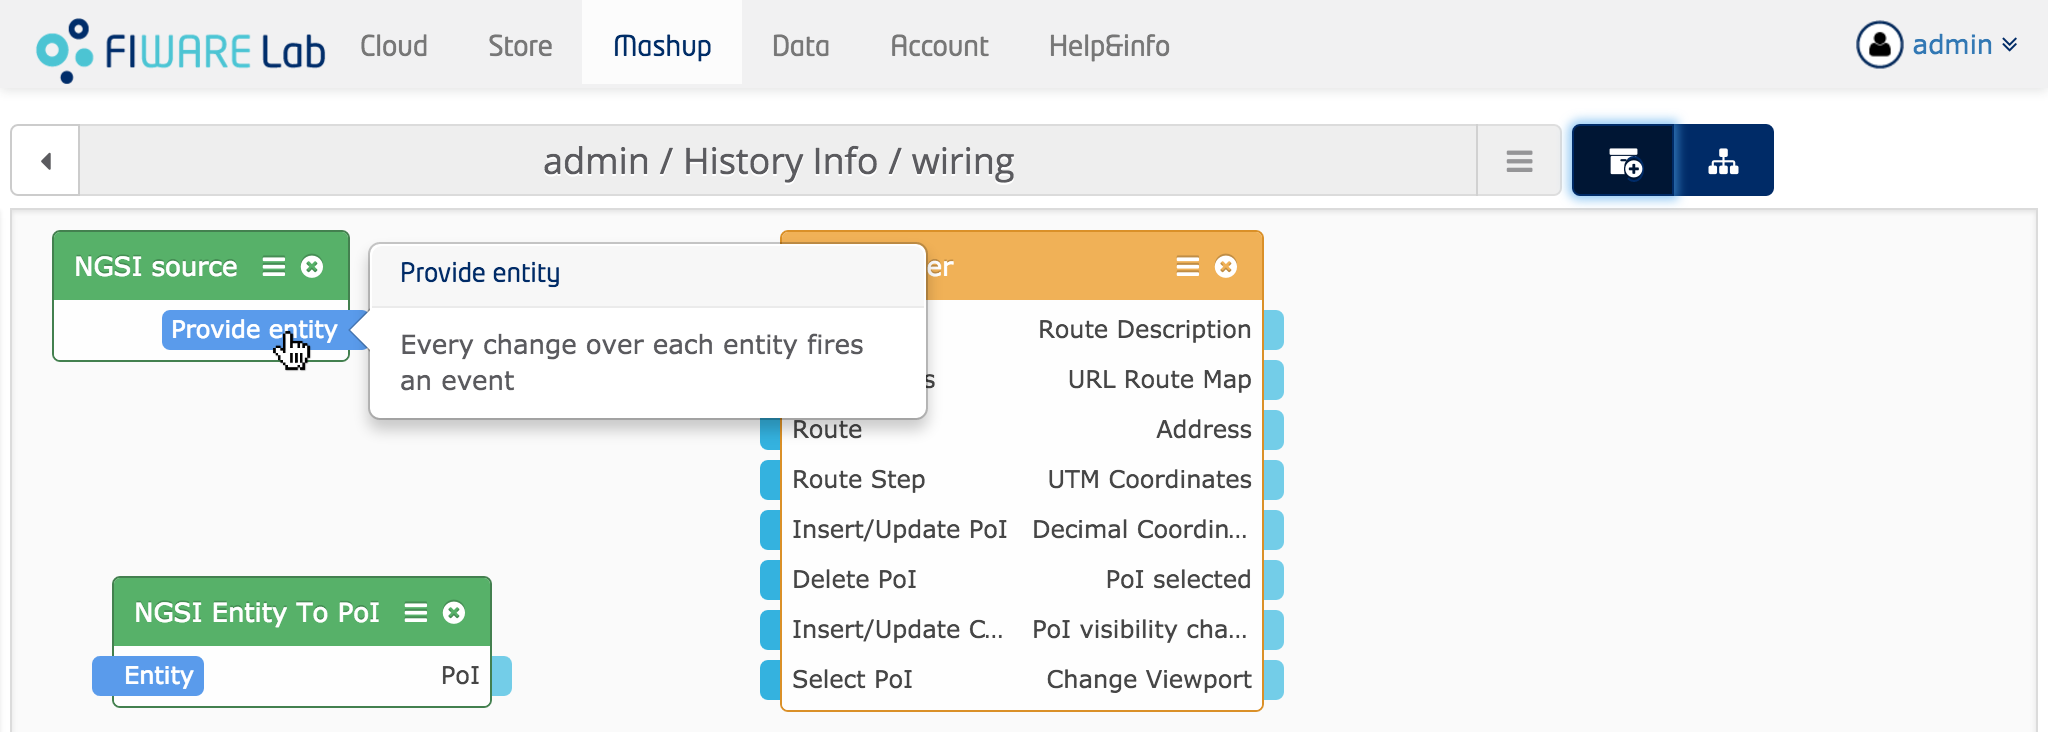 FIWARE Lab Cloud Store Mashup Data Account Help&info admin
admin / History Info / wiring
NGSI source
Provide entity
Provide entity
Every change over each entity fires
an event
Route Description
URL Route Map
Route Address
Route Step UTM Coordinates
Insert/Update PoI Decimal Coordin...
Delete PoI PoI selected
Insert/Update C... PoI visibility cha...
Select PoI Change Viewport
NGSI Entity To PoI
Entity PoI